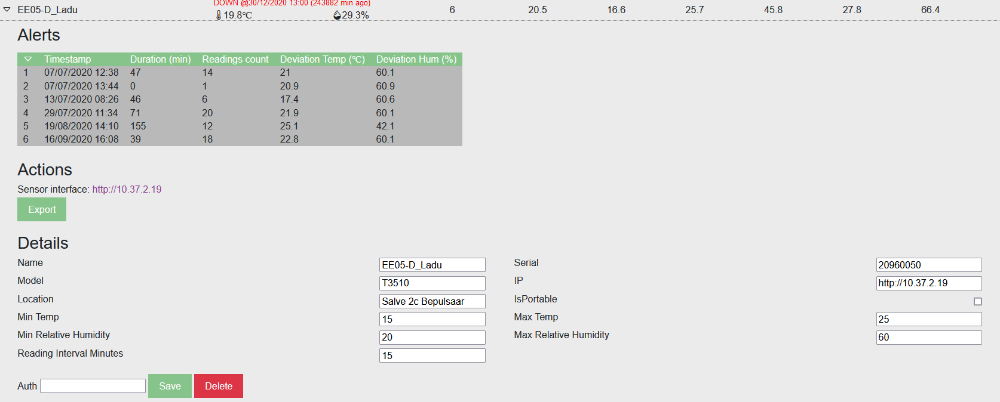 DOWN @30/12/2020 13:00 (243882 min ago)
EE05-D_Ladu 19.8℃ 29.3% 6 20.5 16.6 25.7 45.8 27.8 66.4
Alerts
Timestamp Duration (min) Readings count Deviation Temp (℃) Deviation Hum (%)
1 07/07/2020 12:38 47 14 21 60.1
2 07/07/2020 13:44 0 1 20.9 60.9
3 13/07/2020 08:26 46 6 17.4 60.6
4 29/07/2020 11:34 71 20 21.9 60.1
5 19/08/2020 14:10 155 12 25.1 42.1
6 16/09/2020 16:08 39 18 22.8 60.1
Actions
Sensor interface: http://10.37.2.19
Export
Details
Name EE05-D_Ladu Serial 20960050
Model T3510 IP http://10.37.2.19
Location Salve 2c Bepulsaar IsPortable
Min Temp 15 Max Temp 25
Min Relative Humidity 20 Max Relative Humidity 60
Reading Interval Minutes 15
Auth Save Delete